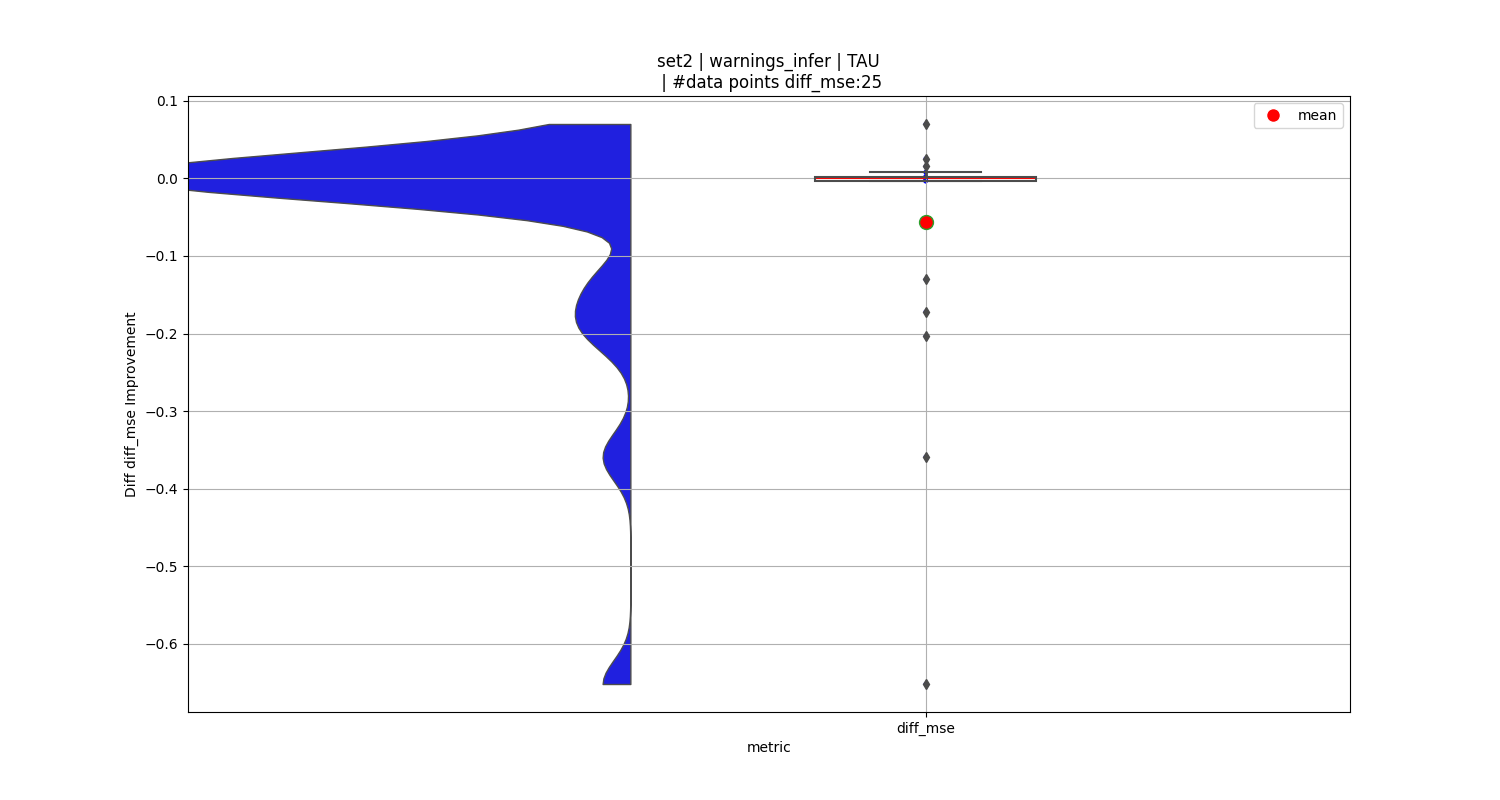 set2 | warnings_infer | TAU
| #data points diff_mse:25
mean
0.1
0.0
−0.1
−0.2
−0.3
−0.4
−0.5
−0.6
Diff diff_mse Improvement
diff_mse
metric